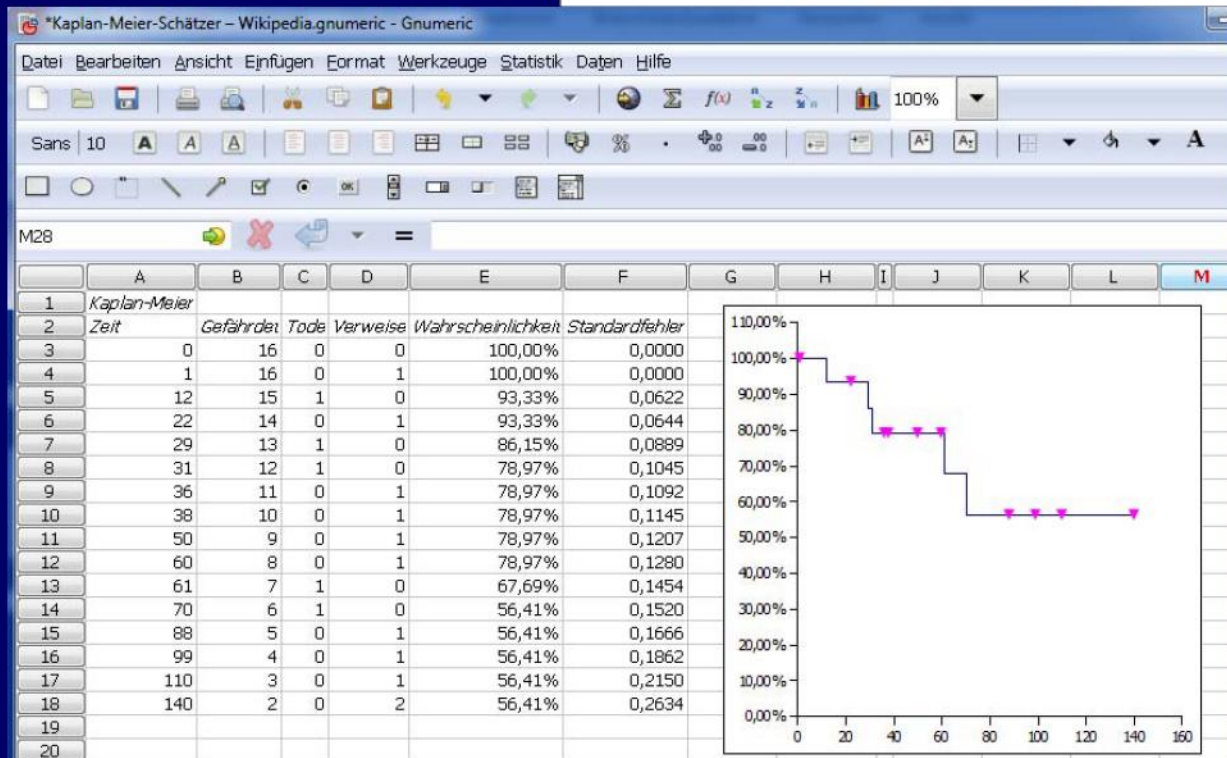 *Kaplan-Meier-Schätzer – Wikipedia.gnumeric - Gnumeric
Datei Bearbeiten Ansicht Einfügen Format Werkzeuge Statistik Daten Hilfe
f(x) 100%
Sans 10 A A A % A
OK
M28 =
A B C D E F G H I J K L M
1 Kaplan-Meier
2 Zeit Gefährdet Tode Verweise Wahrscheinlichkeit Standardfehler
3 0 16 0 0 100,00% 0,0000
4 1 16 0 1 100,00% 0,0000
5 12 15 1 0 93,33% 0,0622
6 22 14 0 1 93,33% 0,0644
7 29 13 1 0 86,15% 0,0889
8 31 12 1 0 78,97% 0,1045
9 36 11 0 1 78,97% 0,1092
10 38 10 0 1 78,97% 0,1145
11 50 9 0 1 78,97% 0,1207
12 60 8 0 1 78,97% 0,1280
13 61 7 1 0 67,69% 0,1454
14 70 6 1 0 56,41% 0,1520
15 88 5 0 1 56,41% 0,1666
16 99 4 0 1 56,41% 0,1862
17 110 3 0 1 56,41% 0,2150
18 140 2 0 2 56,41% 0,2634
19
20
110,00%
100,00%
90,00%
80,00%
70,00%
60,00%
50,00%
40,00%
30,00%
20,00%
10,00%
0,00%
0 20 40 60 80 100 120 140 160